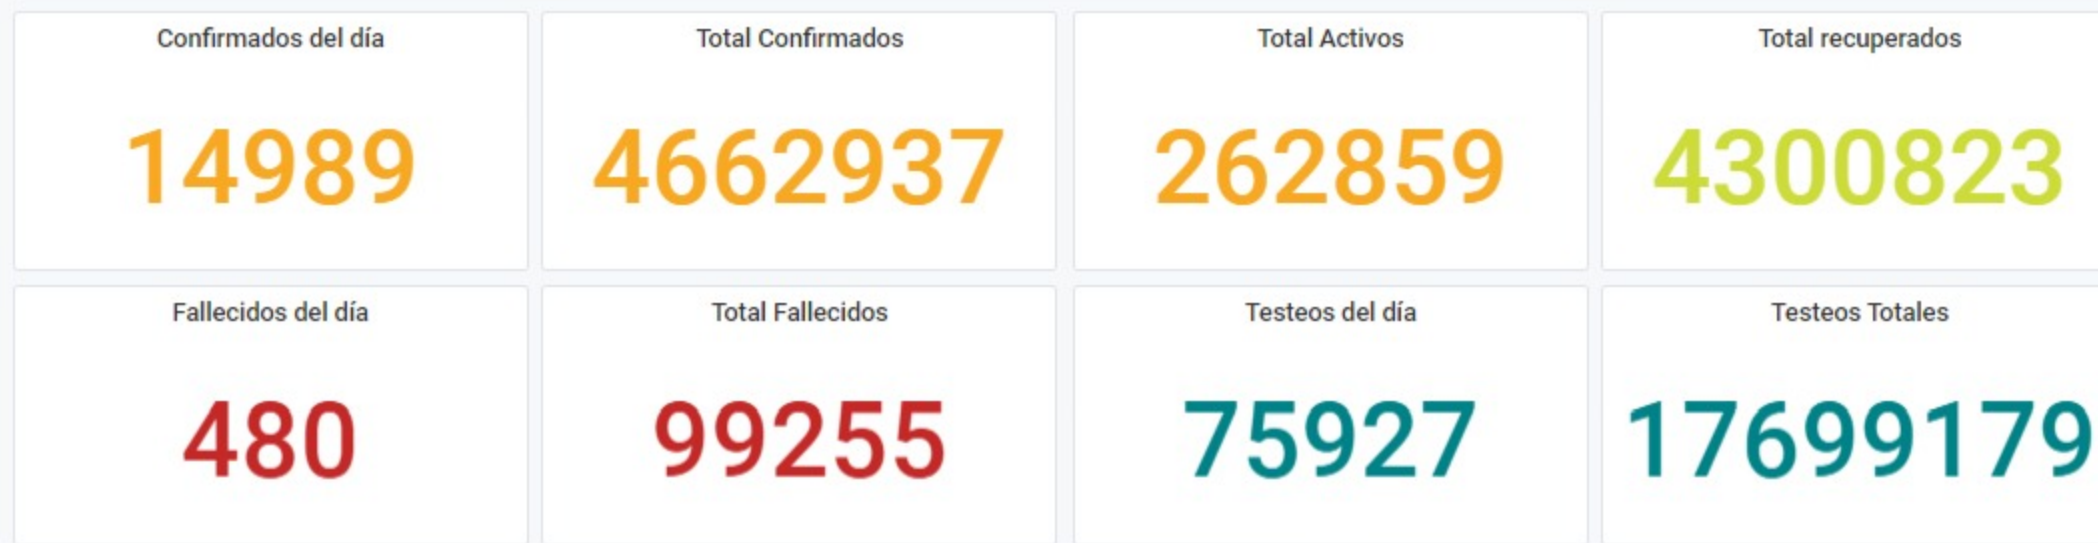 Confirmados del día
Total Confirmados
Total Activos
Total recuperados
14989
4662937
262859
4300823
Fallecidos del día
Total Fallecidos
Testeos del día
Testeos Totales
480
99255
75927
17699179